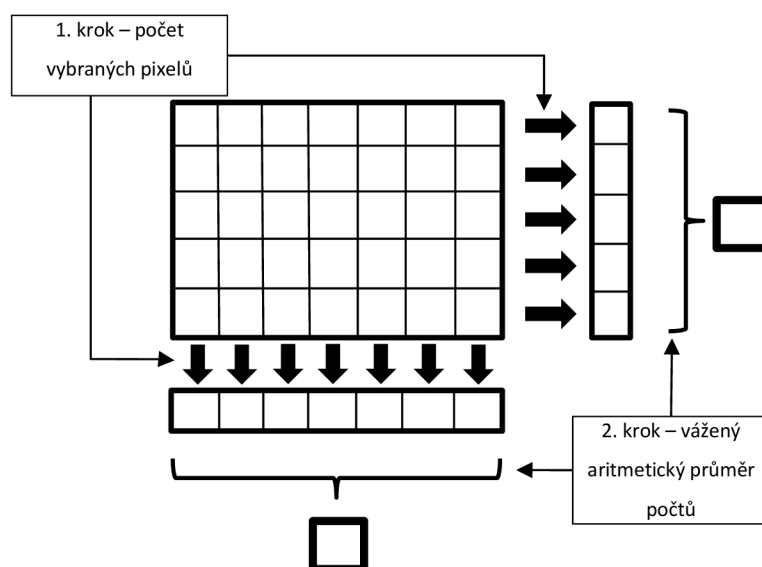 1. krok – počet
vybraných pixelů
2. krok – vážený
aritmetický průměr
počtů